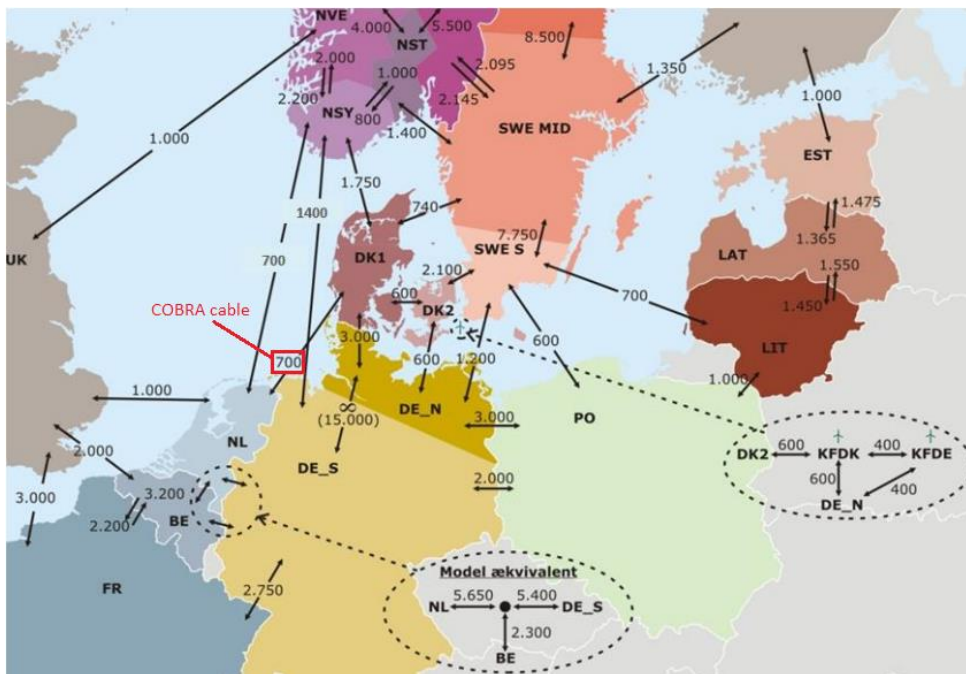 NVE
4.000
NST
5.500
8.500
2.000
1.000
2.095
2.200
NSY
800
2.145
1.400
SWE MID
1.350
1.000
1.000
EST
1.750
1400
740
7.750
1.475
1.365
UK
700
DK1
SWE S
LAT
2.100
1.550
COBRA cable
600
DK2
700
1.450
700
3.000
600
1.200
600
LIT
1.000
NL
∞
(15.000)
DE_N
3.000
PO
1.000
2.000
DE_S
DK2
600
KFDK
400
KFDE
3.000
3.200
2.000
600
400
2.200
BE
DE_N
FR
2.750
Model ækvivalent
NL
5.650
5.400
DE_S
2.300
BE